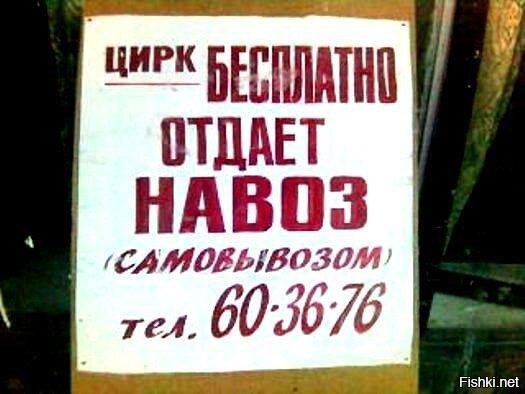 ЦИРК БЕСПЛАТНО
ОТДАЕТ
НАВОЗ
(САМОВЫВОЗОМ)
тел. 60-36-76
Fishki.net